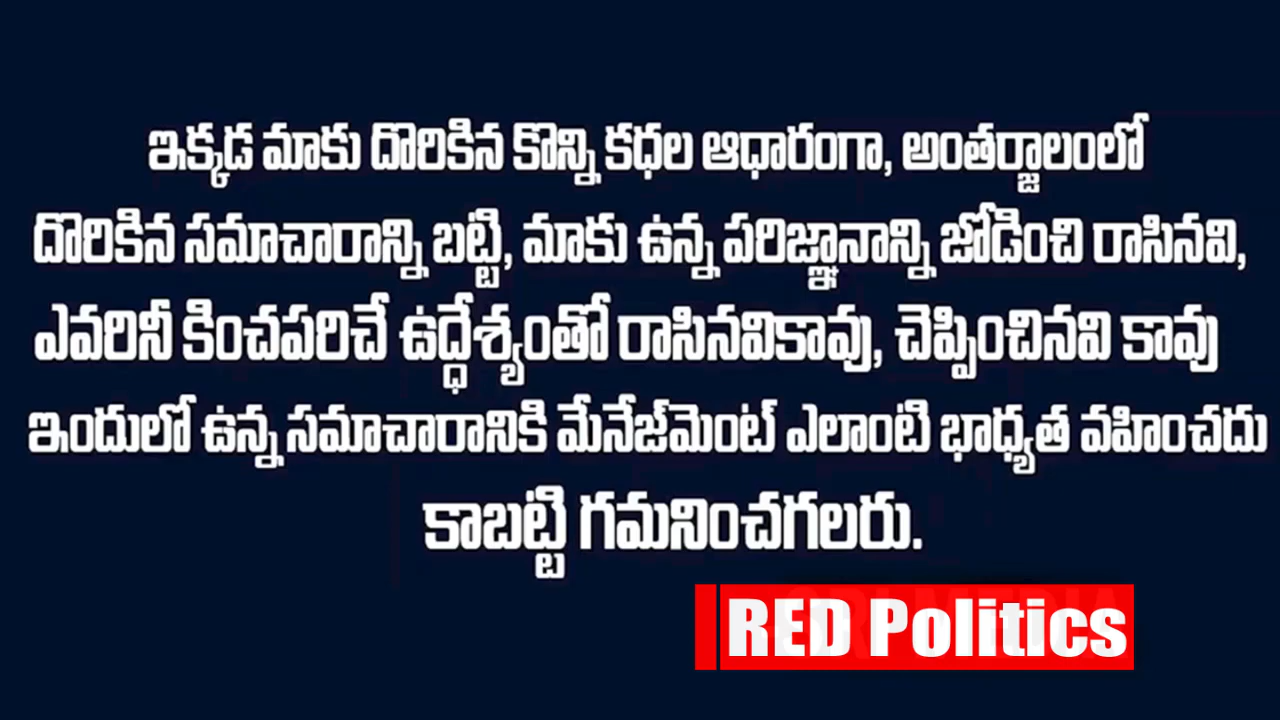 ఇక్కడ మాకు దొరికిన కొన్ని కధల ఆధారంగా, అంతర్జాలంలో
దొరికిన సమాచారాన్ని బట్టి, మాకు ఉన్న పరిజ్ఞానాన్ని జోడించి రాసినవి,
ఎవరినీ కించపరిచే ఉద్ధేశ్యంతో రాసినవికావు, చెప్పించినవి కావు
ఇందులో ఉన్న సమాచారానికి మేనేజ్‌మెంట్ ఎలాంటి భాధ్యత వహించదు
కాబట్టి గమనించగలరు.
RED Politics